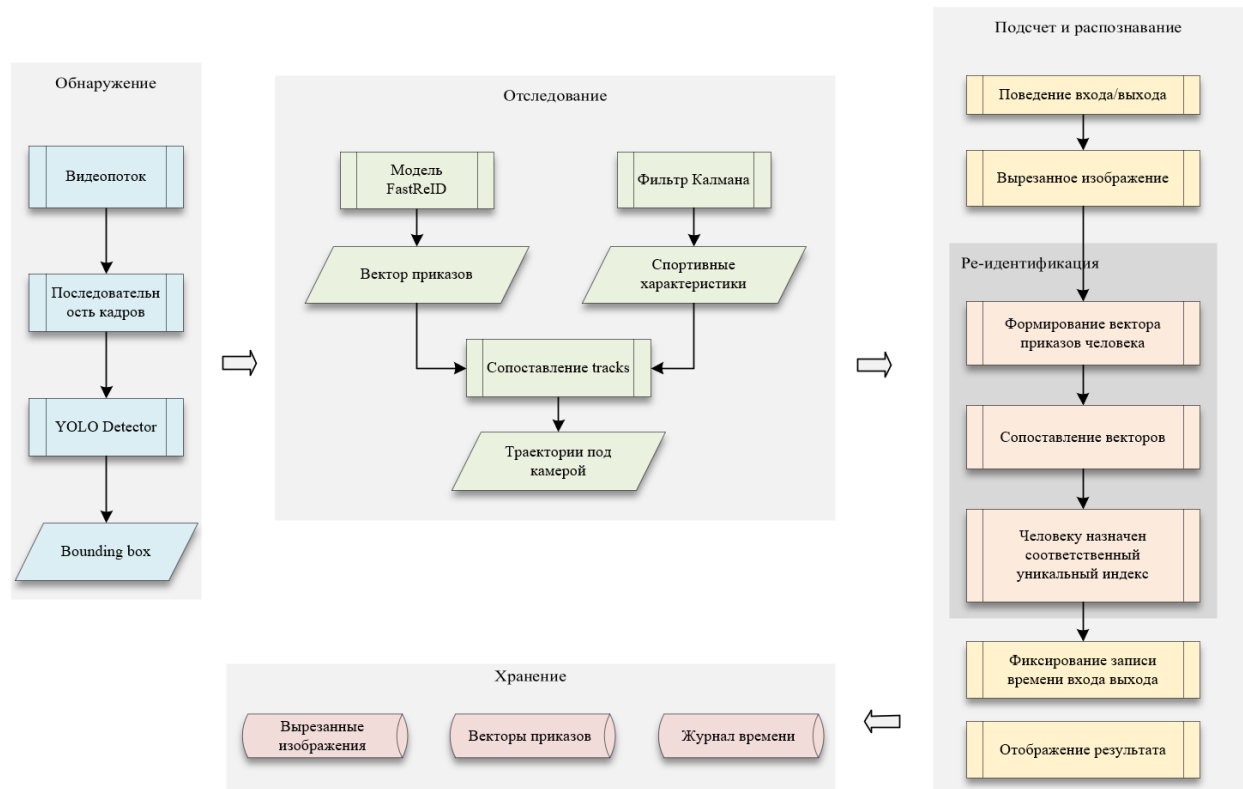 Обнаружение
Видеопоток
Последовательн
ость кадров
YOLO Detector
Bounding box
Отследование
Модель
FastReID
Фильтр Калмана
Вектор приказов
Спортивные
характеристики
Сопоставление tracks
Траектории под
камерой
Подсчет и распознавание
Поведение входа/выхода
Вырезанное изображение
Ре-идентификация
Формирование вектора
приказов человека
Сопоставление векторов
Человеку назначен
соответственный
уникальный индекс
Фиксирование записи
времени входа выхода
Отображение результата
Хранение
Вырезанные
изображения
Векторы приказов
Журнал времени